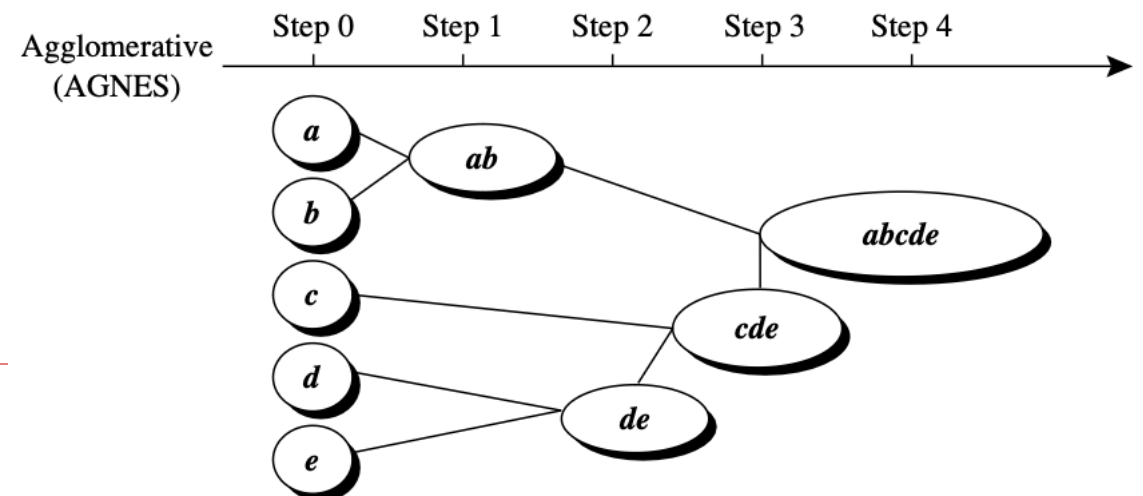 Step 0 Step 1 Step 2 Step 3 Step 4
Agglomerative
(AGNES)
a
ab
b
abcde
c
cde
d
de
e